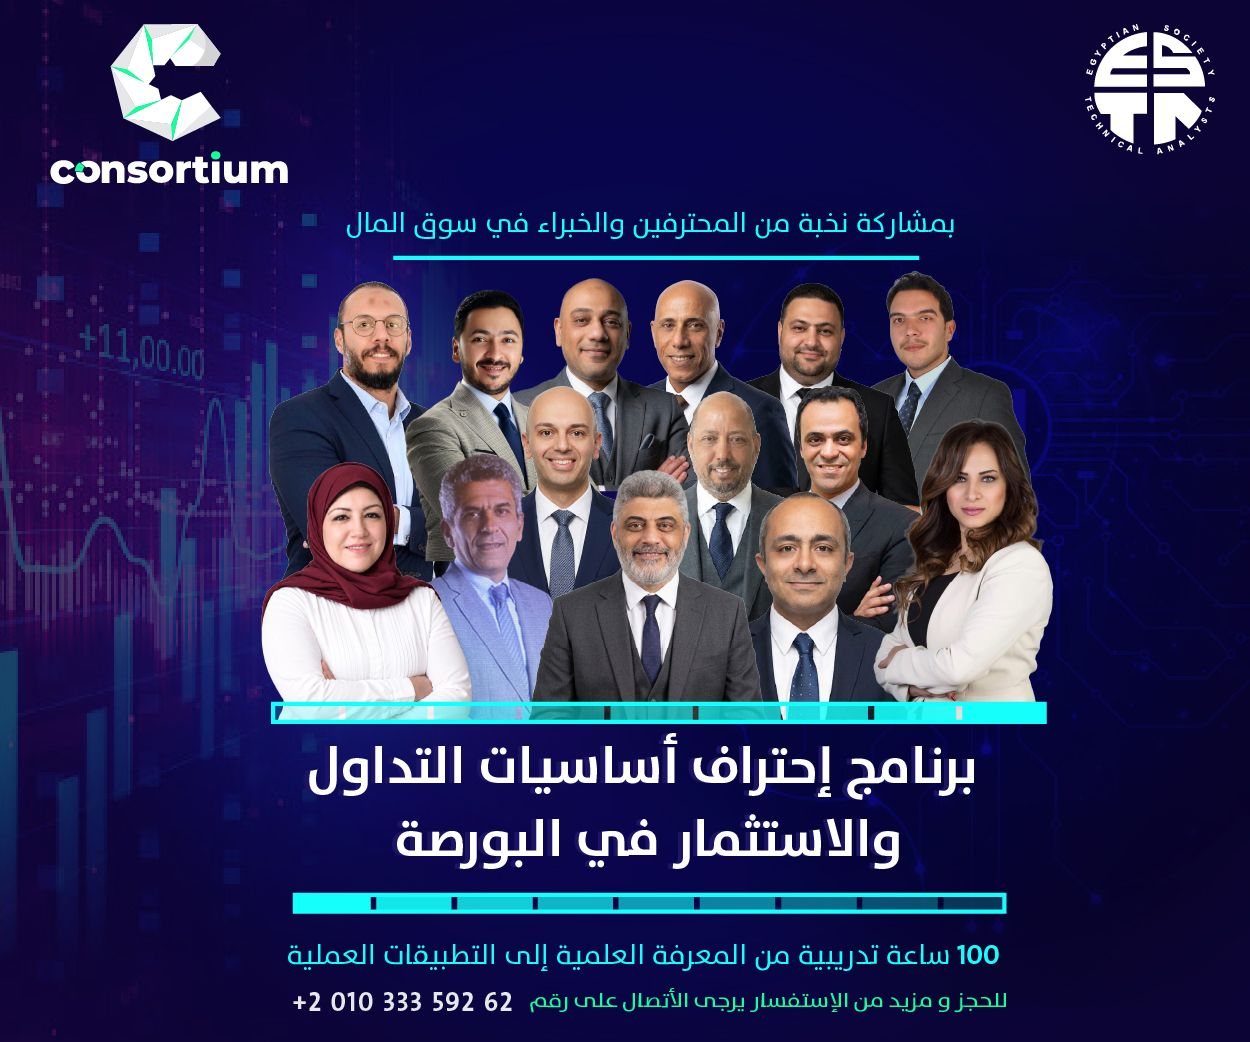 consortium
EGYPTIAN SOCIETY
ESTA
TECHNICAL ANALYSTS
بمشاركة نخبة من المحترفين والخبراء في سوق المال
+11,00.00
برنامج إحتراف أساسيات التداول
والاستثمار في البورصة
100 ساعة تدريبية من المعرفة العلمية إلى التطبيقات العملية
للحجز و مزيد من الإستفسار يرجى الأتصال على رقم +2 010 333 592 62